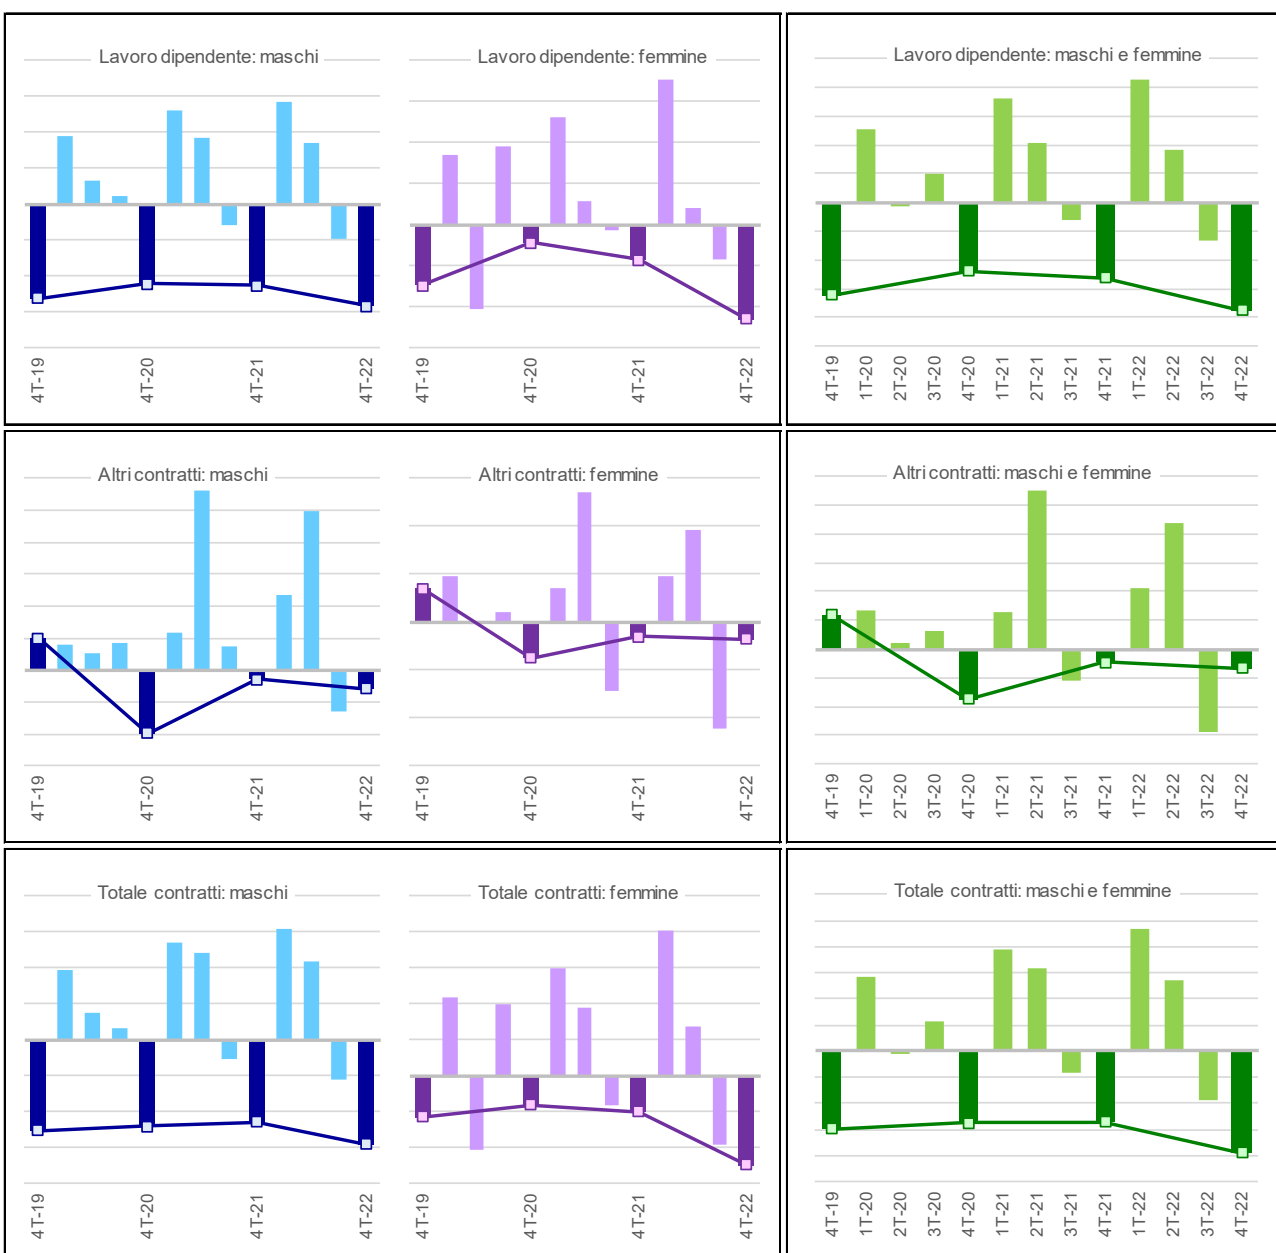 Lavoro dipendente: maschi
4T-19
4T-20
4T-21
4T-22
Lavoro dipendente: femmine
4T-19
4T-20
4T-21
4T-22
Lavoro dipendente: maschi e femmine
4T-19
1T-20
2T-20
3T-20
4T-20
1T-21
2T-21
3T-21
4T-21
1T-22
2T-22
3T-22
4T-22
Altri contratti: maschi
4T-19
4T-20
4T-21
4T-22
Altri contratti: femmine
4T-19
4T-20
4T-21
4T-22
Altri contratti: maschi e femmine
4T-19
1T-20
2T-20
3T-20
4T-20
1T-21
2T-21
3T-21
4T-21
1T-22
2T-22
3T-22
4T-22
Totale contratti: maschi
4T-19
4T-20
4T-21
4T-22
Totale contratti: femmine
4T-19
4T-20
4T-21
4T-22
Totale contratti: maschi e femmine
4T-19
1T-20
2T-20
3T-20
4T-20
1T-21
2T-21
3T-21
4T-21
1T-22
2T-22
3T-22
4T-22